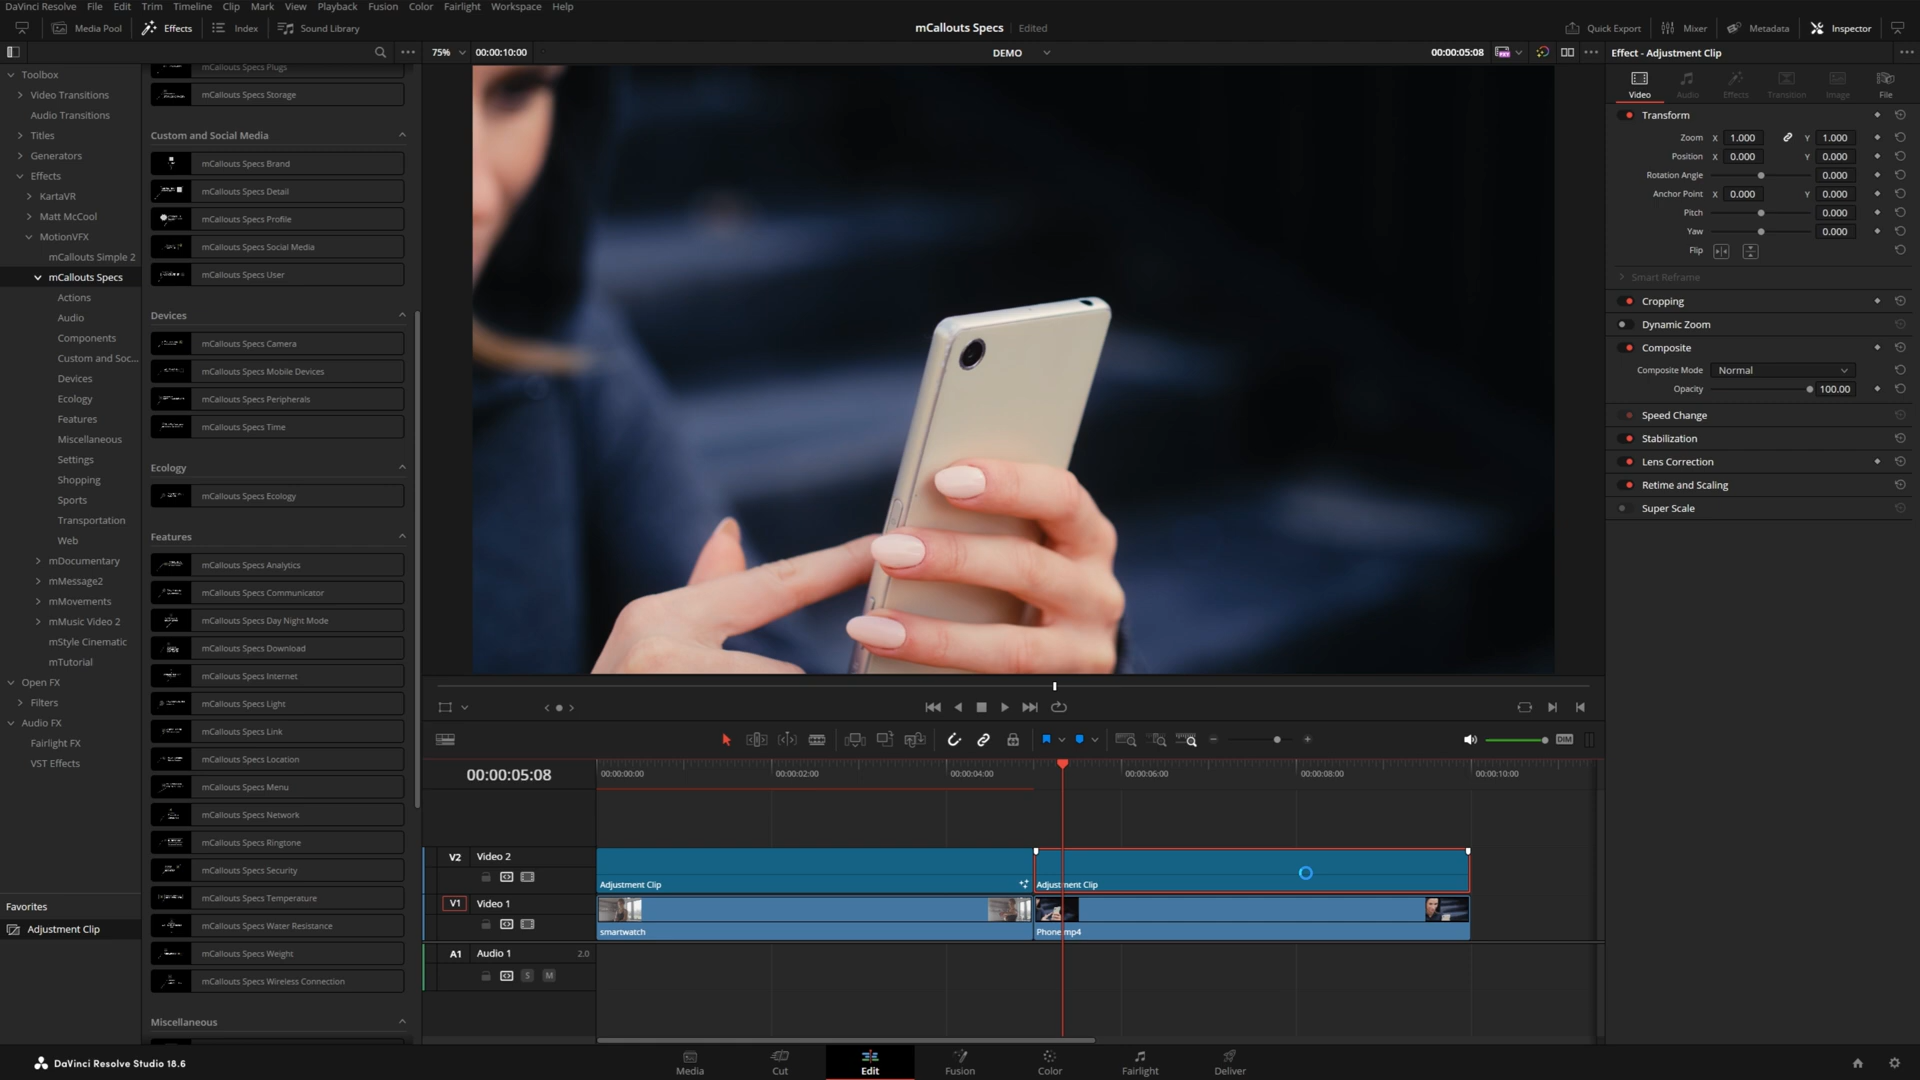 DaVinci Resolve File Edit Trim Timeline Clip Mark View Playback Fusion Color Fairlight Workspace Help
Media Pool Effects Index Sound Library
mCallouts Specs Edited
Quick Export Mixer Metadata Inspector
75% 00:00:10:00
DEMO
00:00:05:08
Effect - Adjustment Clip
Toolbox
Video Transitions
Audio Transitions
Titles
Generators
Effects
KartaVR
Matt McCool
MotionVFX
mCallouts Simple 2
mCallouts Specs
Actions
Audio
Components
Custom and Soc...
Devices
Ecology
Features
Miscellaneous
Settings
Shopping
Sports
Transportation
Web
mDocumentary
mMessage2
mMovements
mMusic Video 2
mStyle Cinematic
mTutorial
Open FX
Filters
Audio FX
Fairlight FX
VST Effects
Favorites
Adjustment Clip
mCallouts Specs Plugs
mCallouts Specs Storage
Custom and Social Media
mCallouts Specs Brand
mCallouts Specs Detail
mCallouts Specs Profile
mCallouts Specs Social Media
mCallouts Specs User
Devices
mCallouts Specs Camera
mCallouts Specs Mobile Devices
mCallouts Specs Peripherals
mCallouts Specs Time
Ecology
mCallouts Specs Ecology
Features
mCallouts Specs Analytics
mCallouts Specs Communicator
mCallouts Specs Day Night Mode
mCallouts Specs Download
mCallouts Specs Internet
mCallouts Specs Light
mCallouts Specs Link
mCallouts Specs Location
mCallouts Specs Menu
mCallouts Specs Network
mCallouts Specs Ringtone
mCallouts Specs Security
mCallouts Specs Temperature
mCallouts Specs Water Resistance
mCallouts Specs Weight
mCallouts Specs Wireless Connection
Miscellaneous
Video Audio Effects Transition Image File
Transform
Zoom X 1.000 Y 1.000
Position X 0.000 Y 0.000
Rotation Angle 0.000
Anchor Point X 0.000 Y 0.000
Pitch 0.000
Yaw 0.000
Flip
Smart Reframe
Cropping
Dynamic Zoom
Composite
Composite Mode Normal
Opacity 100.00
Speed Change
Stabilization
Lens Correction
Retime and Scaling
Super Scale
DIM
00:00:05:08
00:00:00:00 00:00:02:00 00:00:04:00 00:00:06:00 00:00:08:00 00:00:10:00
V2 Video 2
Adjustment Clip Adjustment Clip
V1 Video 1
smartwatch Phone.mp4
A1 Audio 1 2.0
S M
DaVinci Resolve Studio 18.6
Media Cut Edit Fusion Color Fairlight Deliver